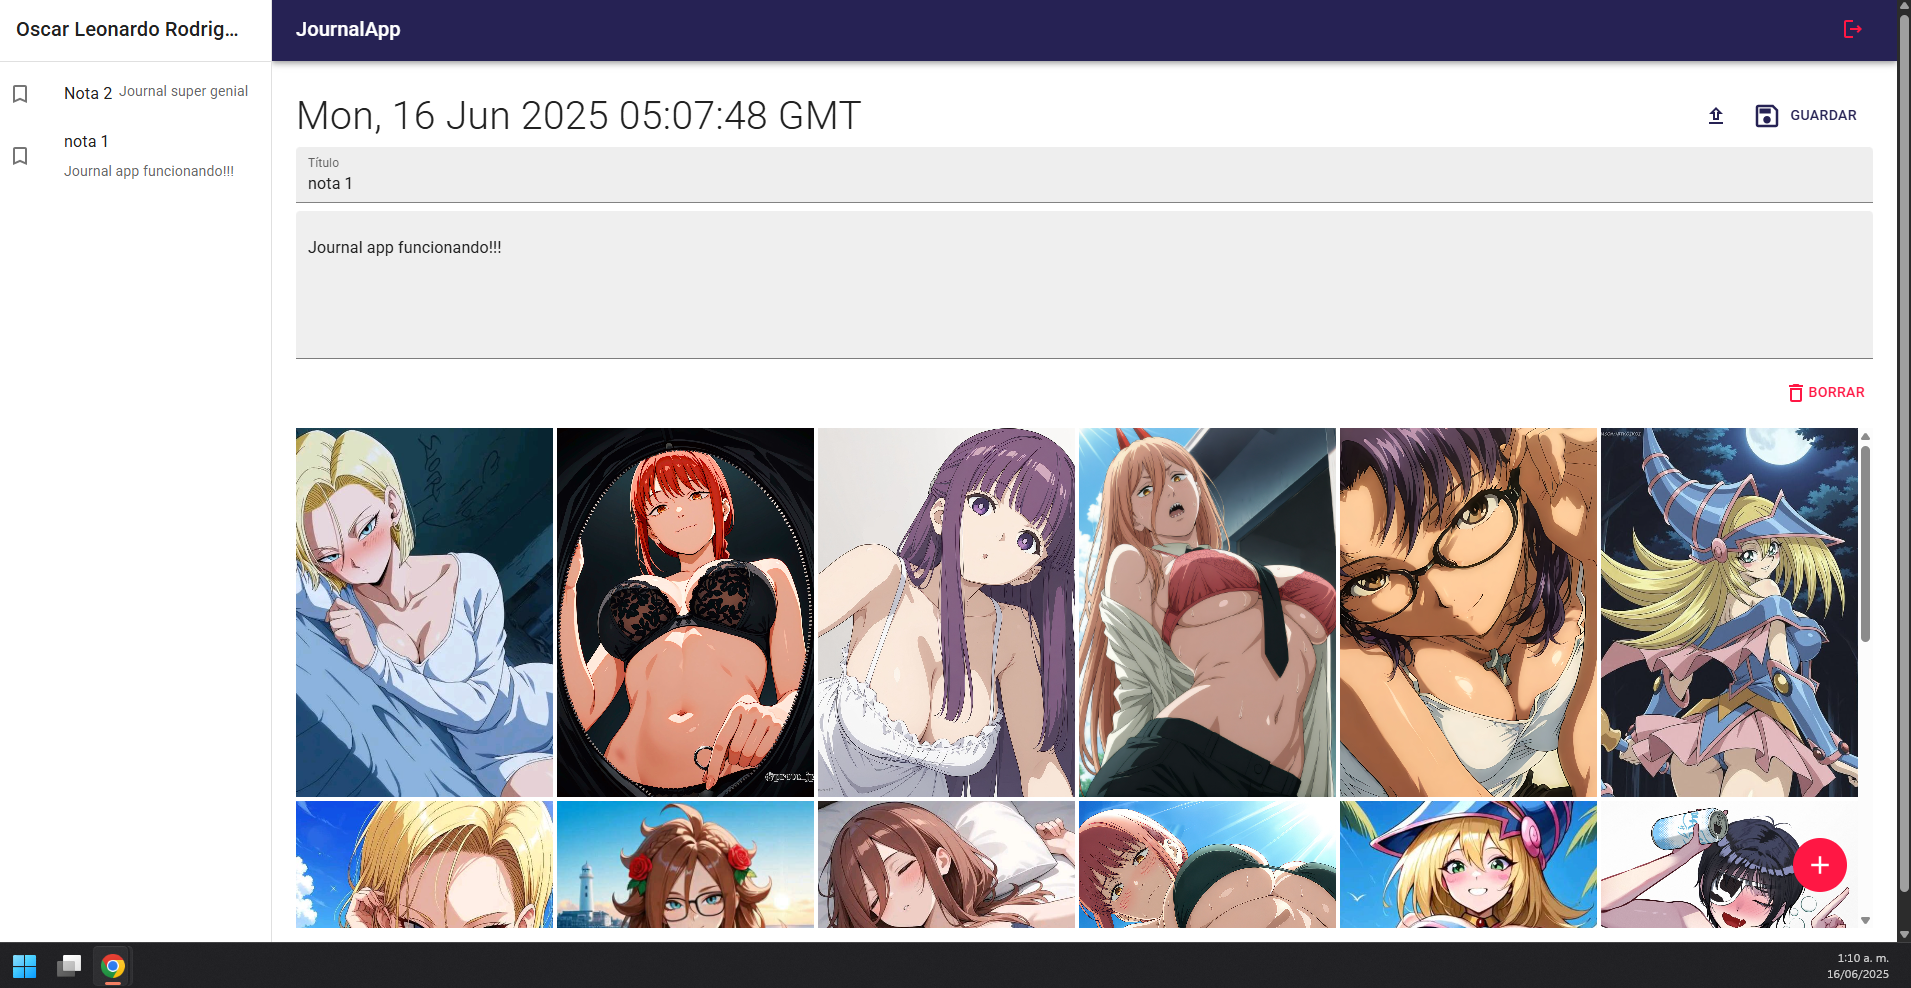 Oscar Leonardo Rodrig...
JournalApp
Nota 2 Journal super genial
nota 1
Journal app funcionando!!!
Mon, 16 Jun 2025 05:07:48 GMT
GUARDAR
Título
nota 1
Journal app funcionando!!!
BORRAR
1:10 a. m.
16/06/2025